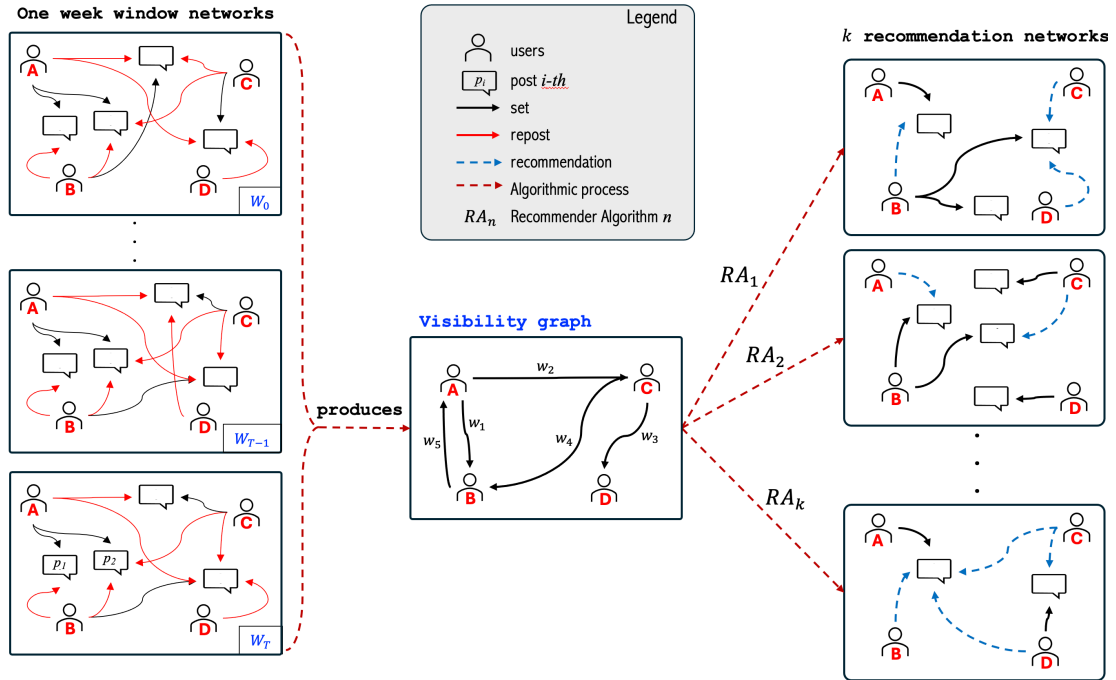 One week window networks
A
C
B
D
W0
A
C
B
D
WT−1
A
C
p,1
p2
B
D
WT
Legend
users
pi post i-th
set
repost
recommendation
Algorithmic process
RAn Recommender Algorithm n
produces
Visibility graph
A
w2
C
w1
w5
w4
w3
B
D
RA1
RA2
RAk
k recommendation networks
A
C
B
D
A
C
B
D
A
C
B
D